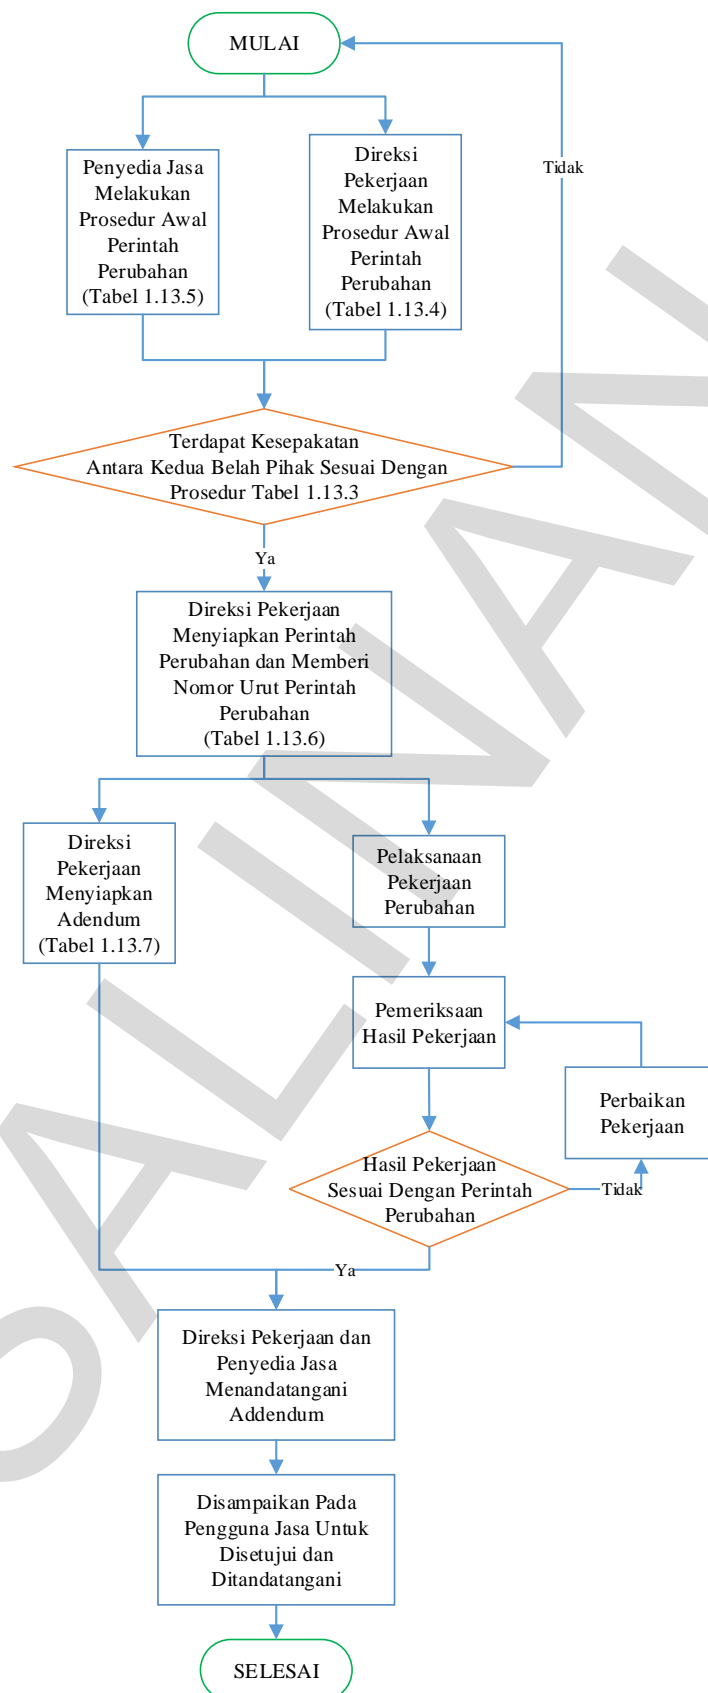 MULAI
Penyedia Jasa
Melakukan
Prosedur Awal
Perintah
Perubahan
(Tabel 1.13.5)
Direksi
Pekerjaan
Melakukan
Prosedur Awal
Perintah
Perubahan
(Tabel 1.13.4)
Tidak
Terdapat Kesepakatan
Antara Kedua Belah Pihak Sesuai Dengan
Prosedur Tabel 1.13.3
Ya
Direksi Pekerjaan
Menyiapkan Perintah
Perubahan dan Memberi
Nomor Urut Perintah
Perubahan
(Tabel 1.13.6)
Direksi
Pekerjaan
Menyiapkan
Adendum
(Tabel 1.13.7)
Pelaksanaan
Pekerjaan
Perubahan
Pemeriksaan
Hasil Pekerjaan
Perbaikan
Pekerjaan
Hasil Pekerjaan
Sesuai Dengan Perintah
Perubahan
Tidak
Ya
Direksi Pekerjaan dan
Penyedia Jasa
Menandatangani
Addendum
Disampaikan Pada
Pengguna Jasa Untuk
Disetujui dan
Ditandatangani
SELESAI
SALINAN